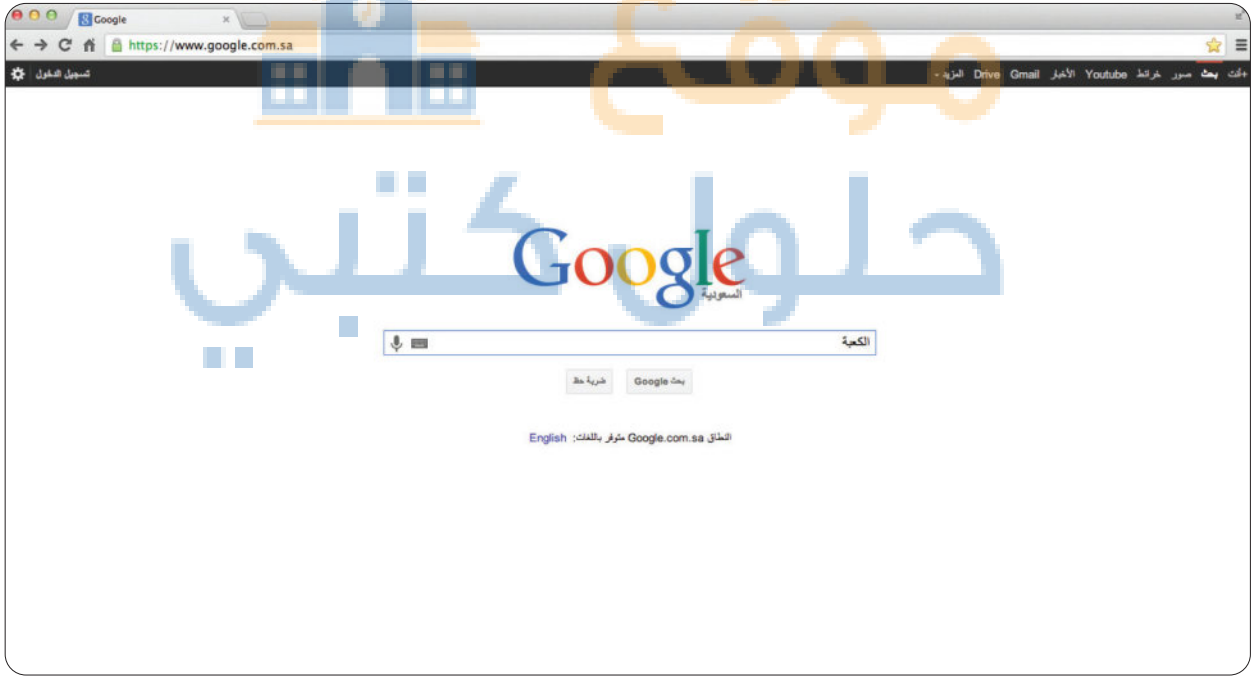 Google
https://www.google.com.sa
+أنت بحث صور خرائط Youtube الأخبار Gmail Drive المزيد
تسجيل الدخول
موقع
حلول كتبي
Google
السعودية
الكعبة
بحث Google
ضربة حظ
النطاق Google.com.sa متوفر باللغات: English